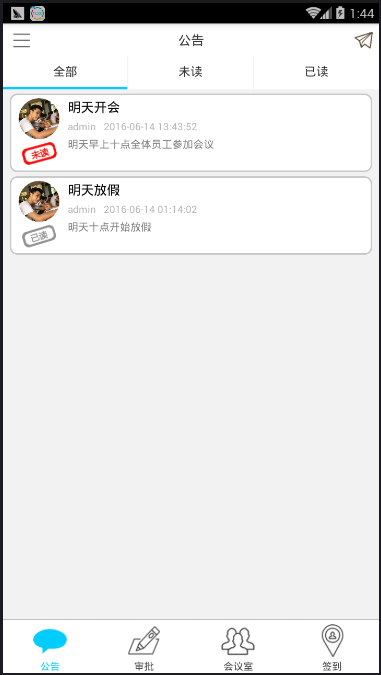 1:44
公告
全部 未读 已读
明天开会
admin 2016-06-14 13:43:52
未读
明天早上十点全体员工参加会议
明天放假
admin 2016-06-14 01:14:02
已读
明天十点开始放假
公告 审批 会议室 签到